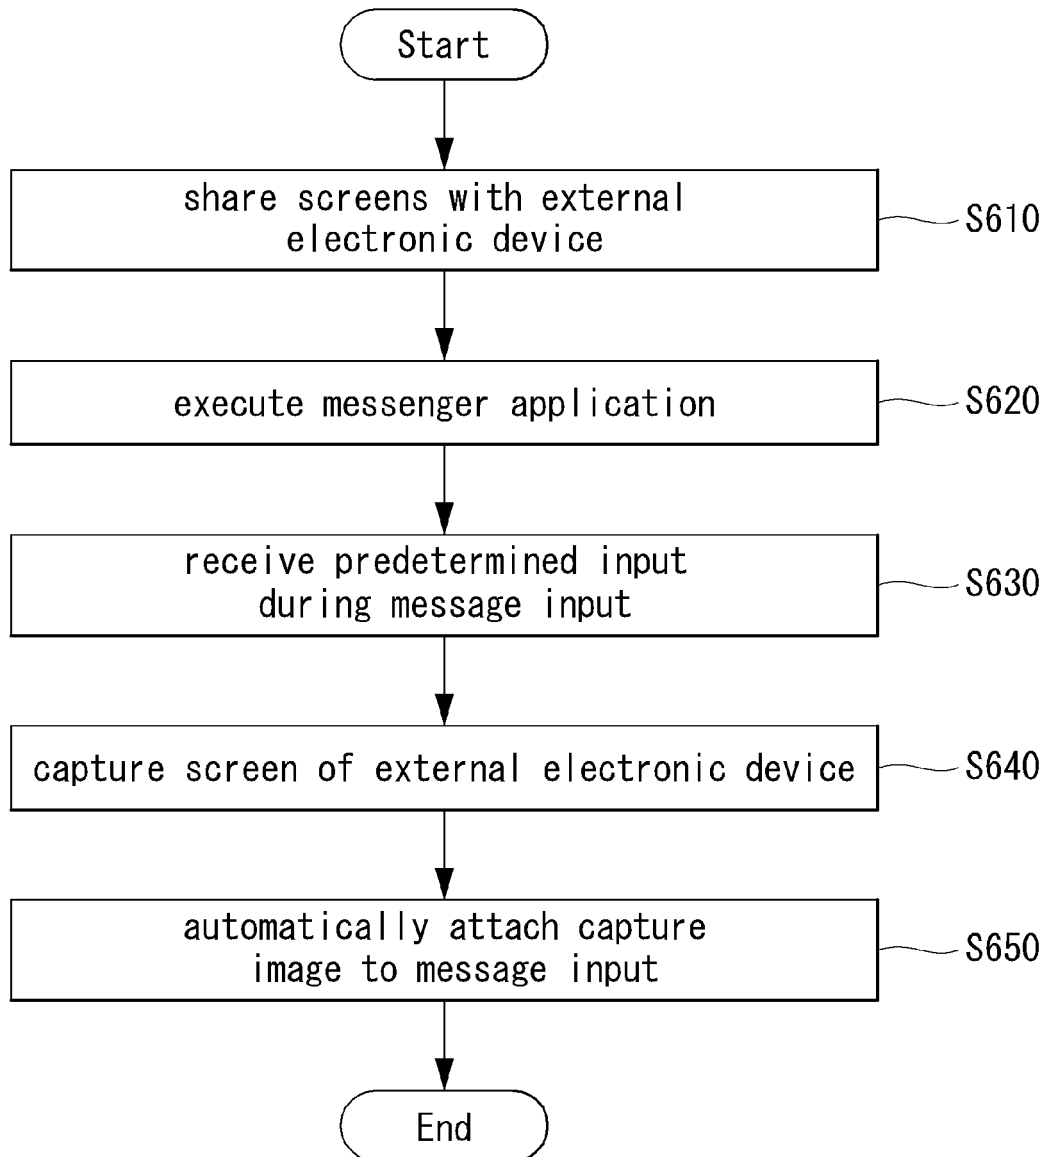 Start
share screens with external
electronic device
S610
execute messenger application
S620
receive predetermined input
during message input
S630
capture screen of external electronic device
S640
automatically attach capture
image to message input
S650
End